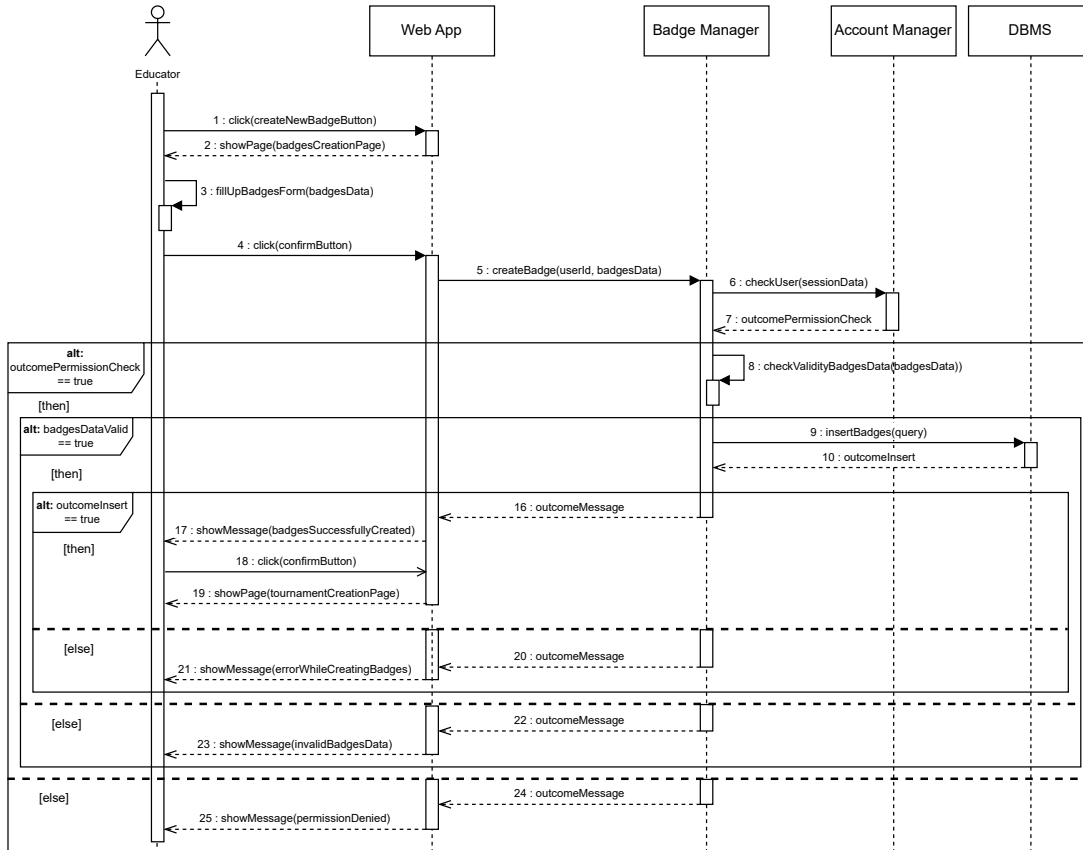 Educator
Web App
Badge Manager
Account Manager
DBMS
1 : click(createNewBadgeButton)
2 : showPage(badgesCreationPage)
3 : fillUpBadgesForm(badgesData)
4 : click(confirmButton)
5 : createBadge(userId, badgesData)
6 : checkUser(sessionData)
7 : outcomePermissionCheck
alt:
outcomePermissionCheck
== true
[then]
8 : checkValidityBadgesData(badgesData))
alt: badgesDataValid
== true
[then]
9 : insertBadges(query)
10 : outcomeInsert
alt: outcomeInsert
== true
[then]
16 : outcomeMessage
17 : showMessage(badgesSuccessfullyCreated)
18 : click(confirmButton)
19 : showPage(tournamentCreationPage)
[else]
20 : outcomeMessage
21 : showMessage(errorWhileCreatingBadges)
[else]
22 : outcomeMessage
23 : showMessage(invalidBadgesData)
[else]
24 : outcomeMessage
25 : showMessage(permissionDenied)